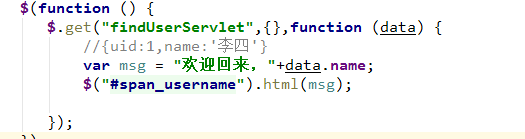 $(function () {
$.get("findUserServlet",{},function (data) {
//{uid:1,name:'李四'}
var msg = "欢迎回来，"+data.name;
$("#span_username").html(msg);
});
})